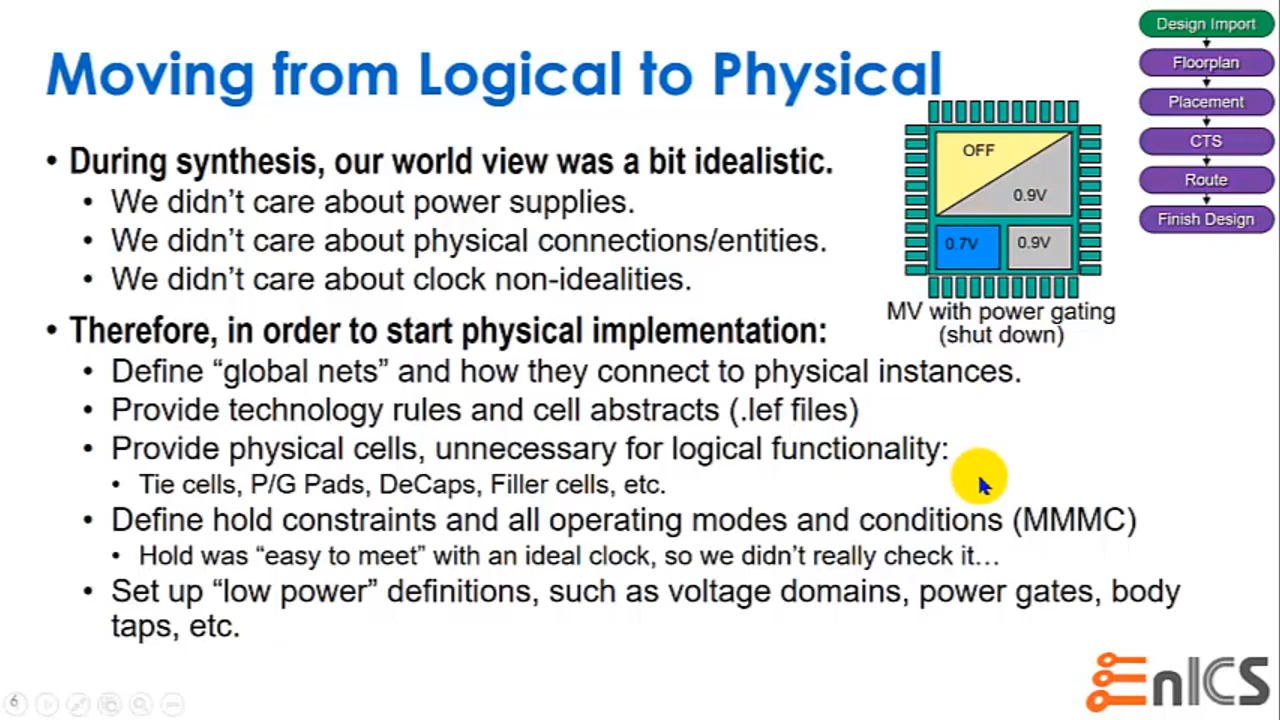 Moving from Logical to Physical
• During synthesis, our world view was a bit idealistic.
• We didn’t care about power supplies.
• We didn’t care about physical connections/entities.
• We didn’t care about clock non-idealities.
• Therefore, in order to start physical implementation:
• Define “global nets” and how they connect to physical instances.
• Provide technology rules and cell abstracts (.lef files)
• Provide physical cells, unnecessary for logical functionality:
• Tie cells, P/G Pads, DeCaps, Filler cells, etc.
• Define hold constraints and all operating modes and conditions (MMMC)
• Hold was “easy to meet” with an ideal clock, so we didn’t really check it…
• Set up “low power” definitions, such as voltage domains, power gates, body
taps, etc.
OFF
0.9V
0.7V
0.9V
MV with power gating
(shut down)
Design Import
Floorplan
Placement
CTS
Route
Finish Design
6
EnICS